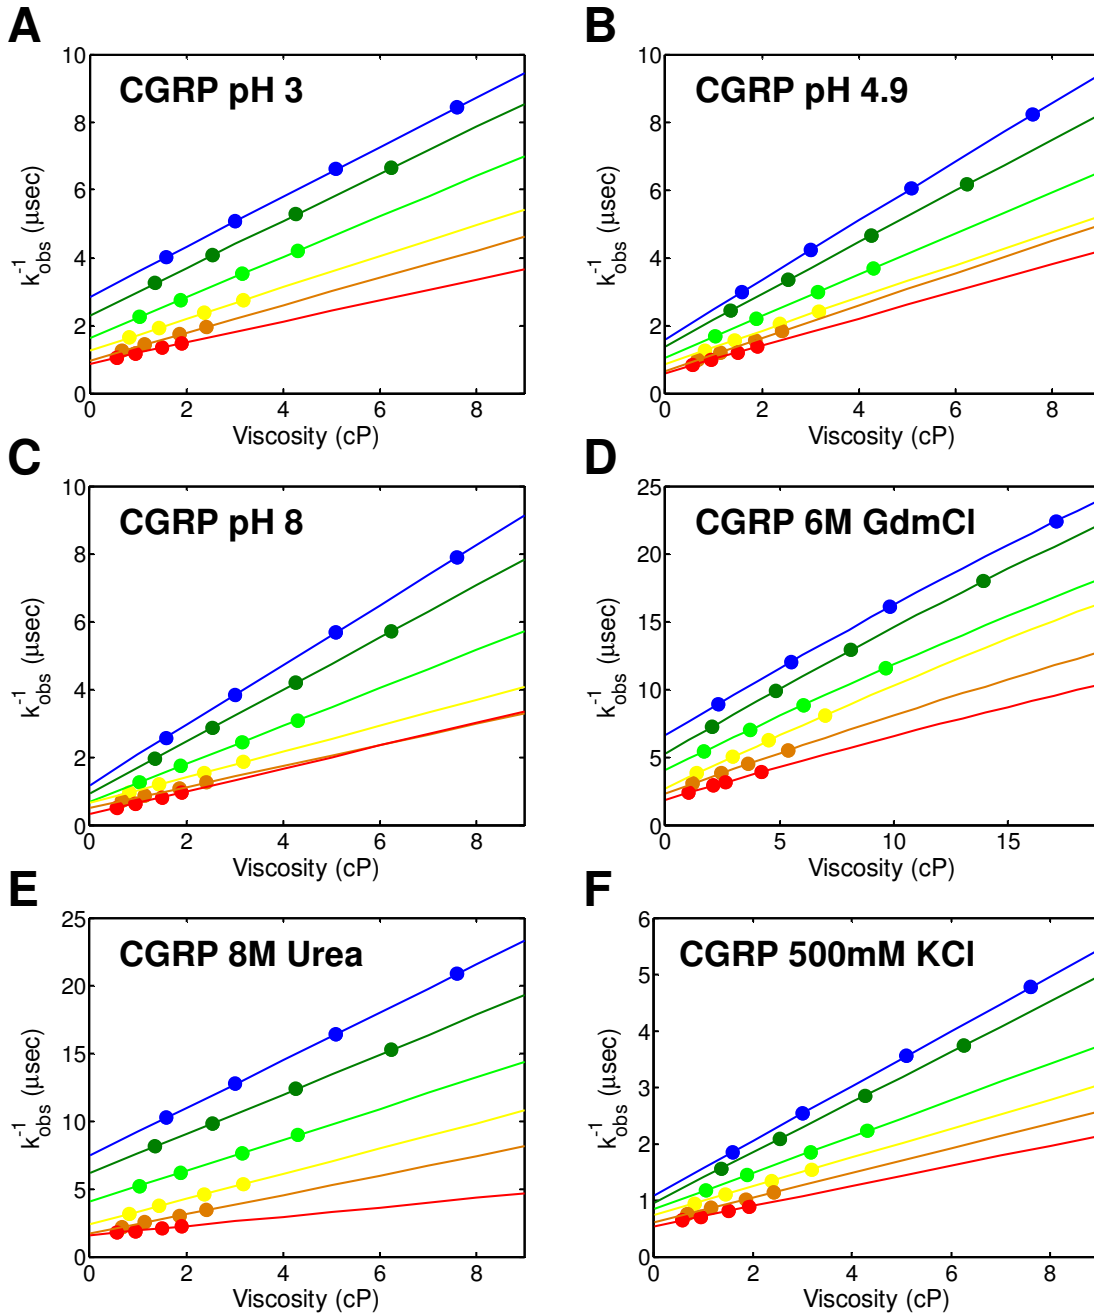 A
CGRP pH 3
10
8
6
4
2
0
k⁻¹obs (μsec)
0 2 4 6 8
Viscosity (cP)
B
CGRP pH 4.9
10
8
6
4
2
0
k⁻¹obs (μsec)
0 2 4 6 8
Viscosity (cP)
C
CGRP pH 8
10
8
6
4
2
0
k⁻¹obs (μsec)
0 2 4 6 8
Viscosity (cP)
D
CGRP 6M GdmCl
25
20
15
10
5
0
k⁻¹obs (μsec)
0 5 10 15
Viscosity (cP)
E
CGRP 8M Urea
25
20
15
10
5
0
k⁻¹obs (μsec)
0 2 4 6 8
Viscosity (cP)
F
CGRP 500mM KCl
6
5
4
3
2
1
0
k⁻¹obs (μsec)
0 2 4 6 8
Viscosity (cP)